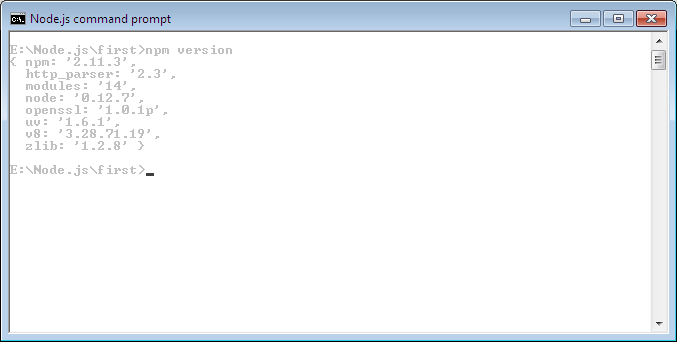 Node.js command prompt
E:\Node.js\first>npm version
{ npm: '2.11.3',
  http_parser: '2.3',
  modules: '14',
  node: '0.12.7',
  openssl: '1.0.1p',
  uv: '1.6.1',
  v8: '3.28.71.19',
  zlib: '1.2.8' }
E:\Node.js\first>